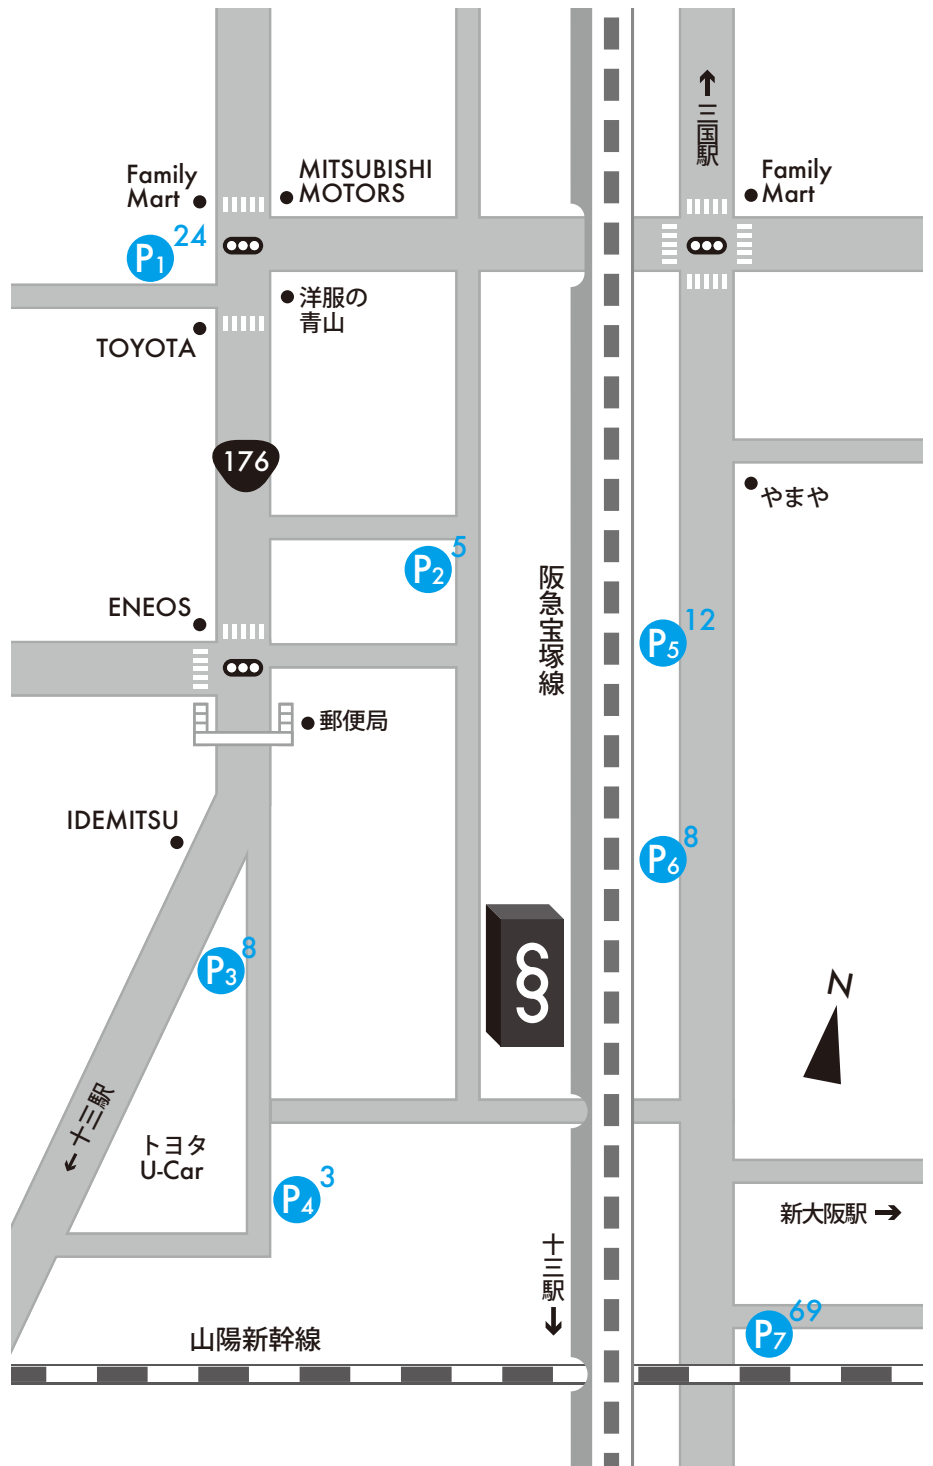 三国駅
Family
Mart
MITSUBISHI
MOTORS
Family
Mart
P1
24
洋服の
青山
TOYOTA
176
やまや
P2
5
阪急宝塚線
ENEOS
P5
12
郵便局
IDEMITSU
P6
8
P3
8
N
十三駅
トヨタ
U-Car
P4
3
新大阪駅
十三駅
P7
69
山陽新幹線